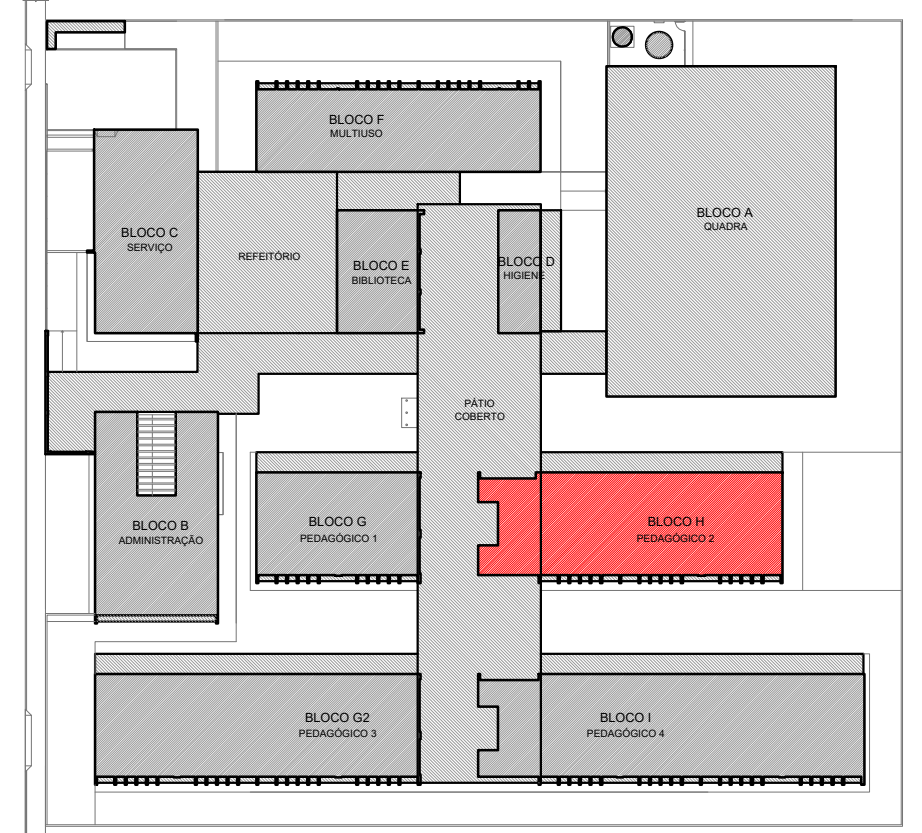 BLOCO F
MULTIUSO
BLOCO A
QUADRA
BLOCO C
SERVIÇO
REFEITÓRIO
BLOCO E
BIBLIOTECA
BLOCO D
HIGIENE
PÁTIO
COBERTO
BLOCO B
ADMINISTRAÇÃO
BLOCO G
PEDAGÓGICO 1
BLOCO H
PEDAGÓGICO 2
BLOCO G2
PEDAGÓGICO 3
BLOCO I
PEDAGÓGICO 4